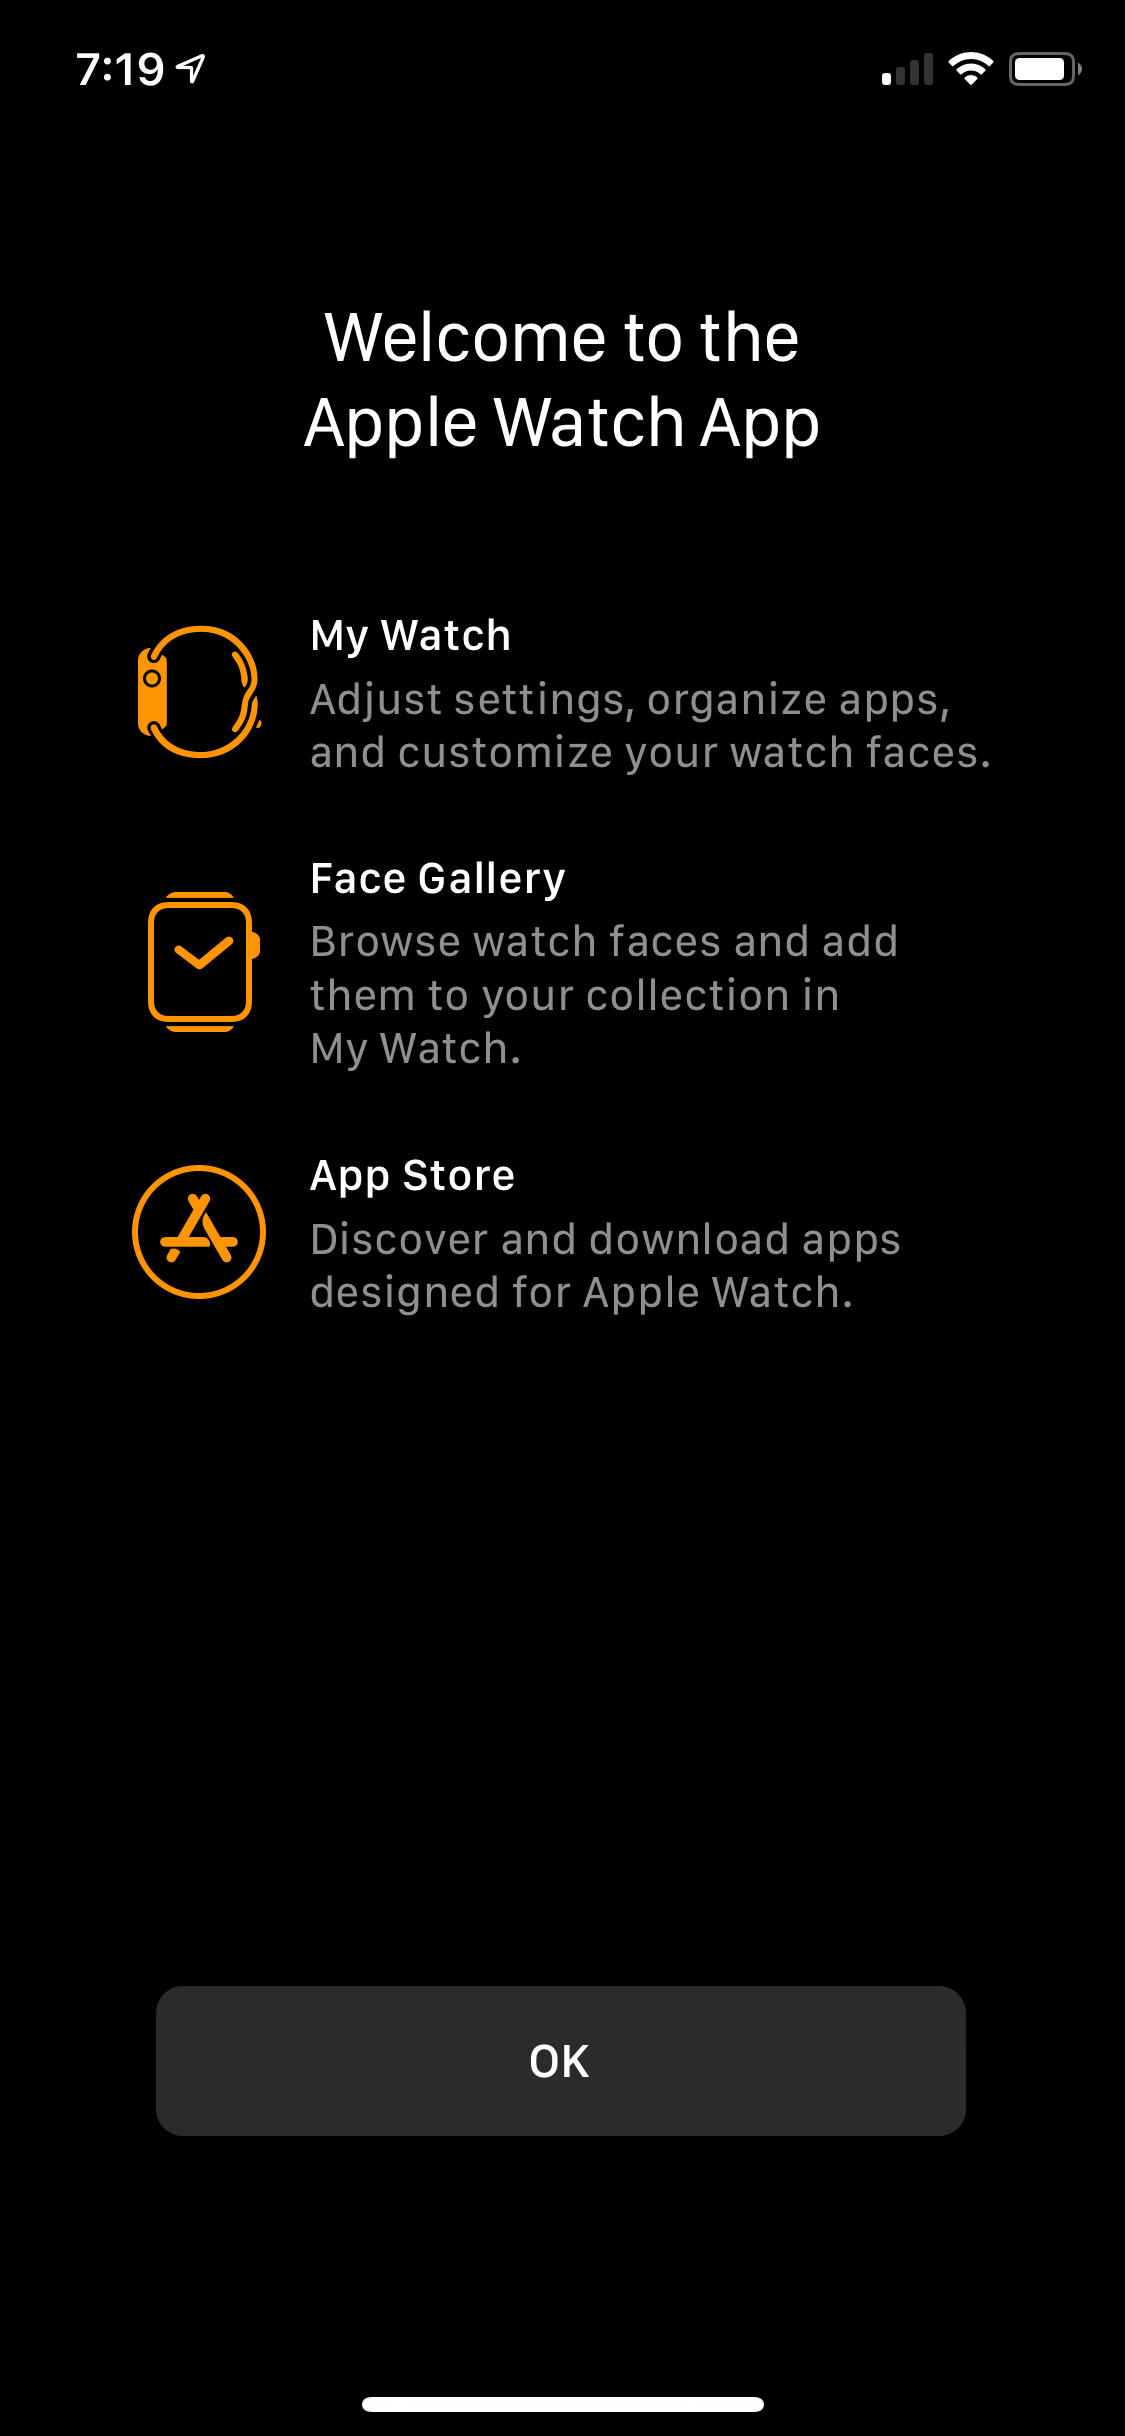 7:19
Welcome to the
Apple Watch App
My Watch
Adjust settings, organize apps,
and customize your watch faces.
Face Gallery
Browse watch faces and add
them to your collection in
My Watch.
App Store
Discover and download apps
designed for Apple Watch.
OK